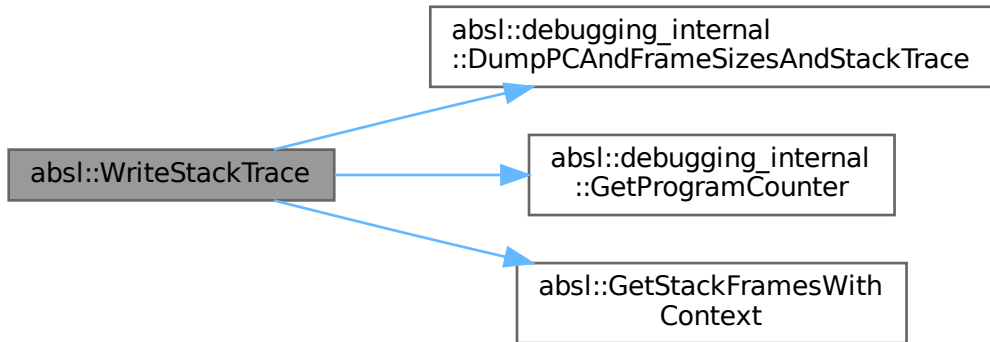 absl::debugging_internal
::DumpPCAndFrameSizesAndStackTrace
absl::WriteStackTrace
absl::debugging_internal
::GetProgramCounter
absl::GetStackFramesWith
Context